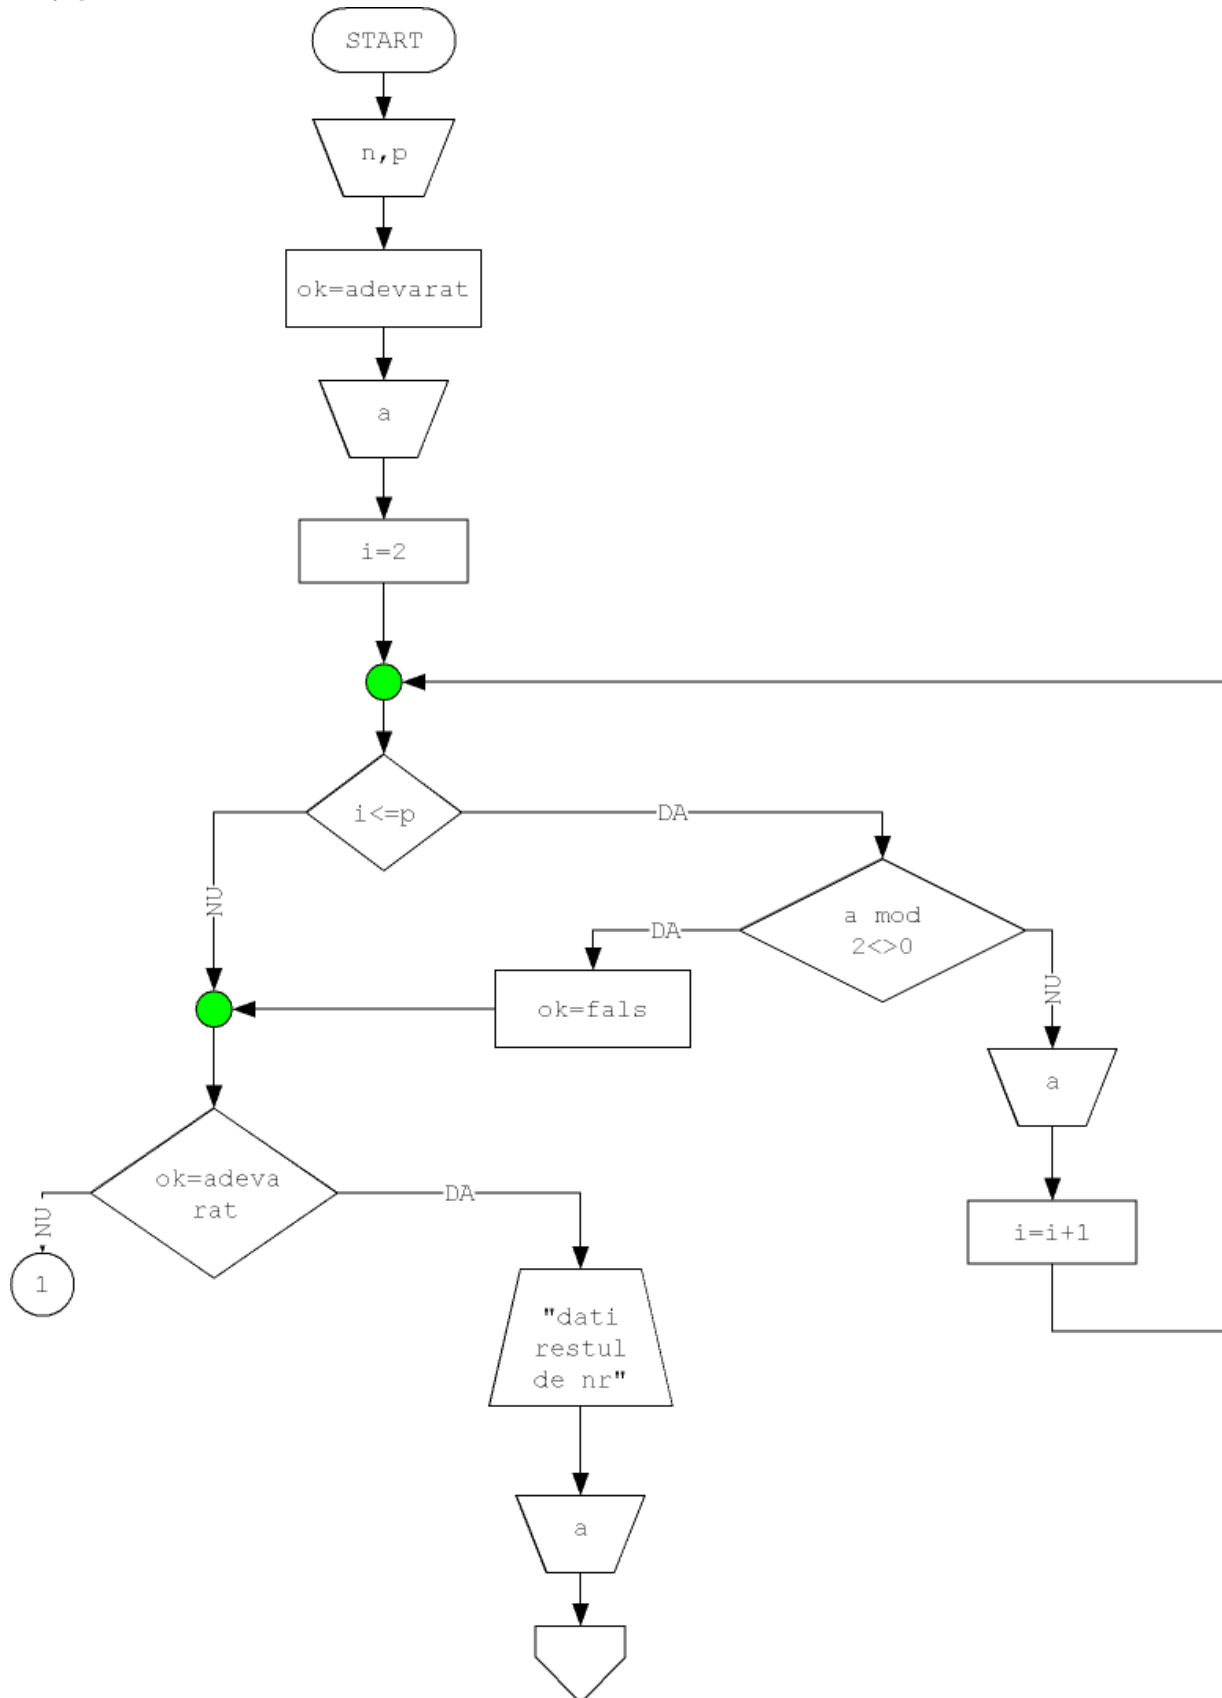 START
n,p
ok=adevarat
a
i=2
i<=p
DA
NU
a mod
2<>0
DA
NU
ok=fals
a
ok=adeva
rat
DA
NU
i=i+1
1
"dati
restul
de nr"
a